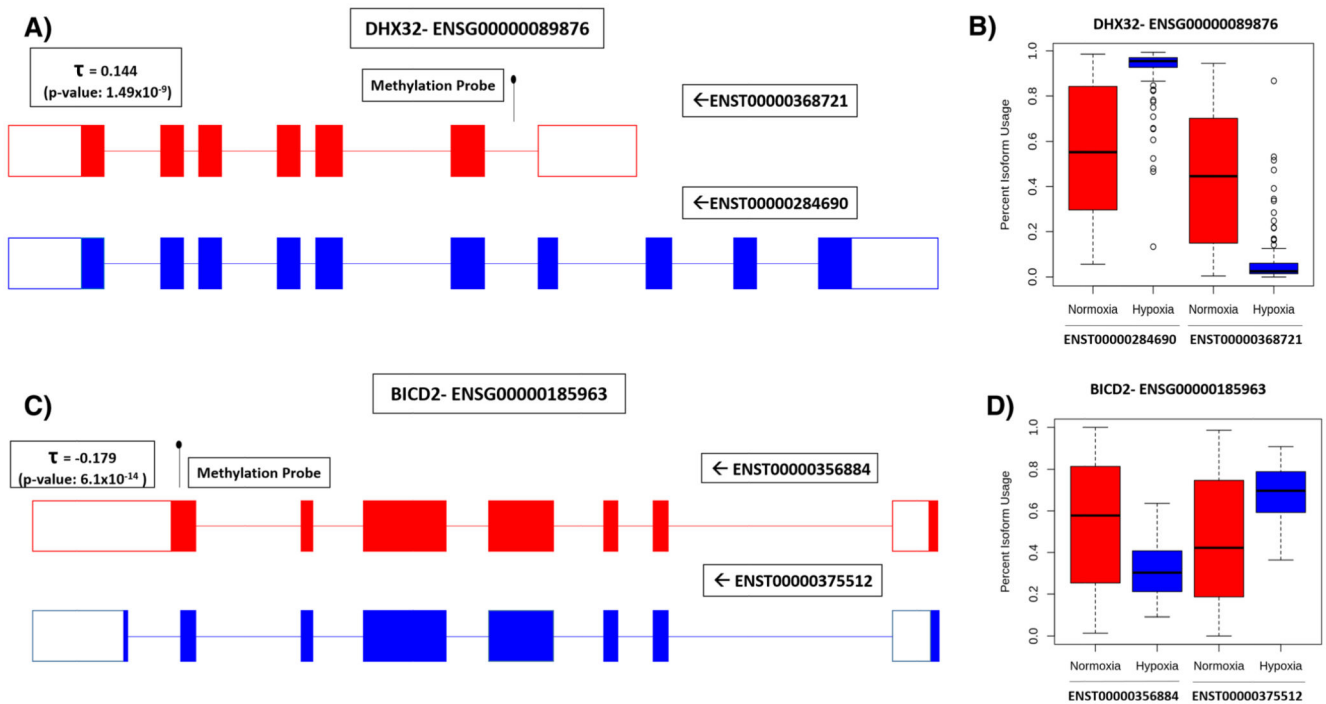 A)
DHX32- ENSG00000089876
τ = 0.144
(p-value: 1.49x10⁻⁹)
Methylation Probe
←ENST00000368721
←ENST00000284690
B)
DHX32- ENSG00000089876
Percent Isoform Usage
1.0
0.8
0.6
0.4
0.2
0.0
Normoxia Hypoxia Normoxia Hypoxia
ENST00000284690 ENST00000368721
C)
BICD2- ENSG00000185963
τ = -0.179
(p-value: 6.1x10⁻¹⁴ )
Methylation Probe
← ENST00000356884
← ENST00000375512
D)
BICD2- ENSG00000185963
Percent Isoform Usage
1.0
0.8
0.6
0.4
0.2
0.0
Normoxia Hypoxia Normoxia Hypoxia
ENST00000356884 ENST00000375512